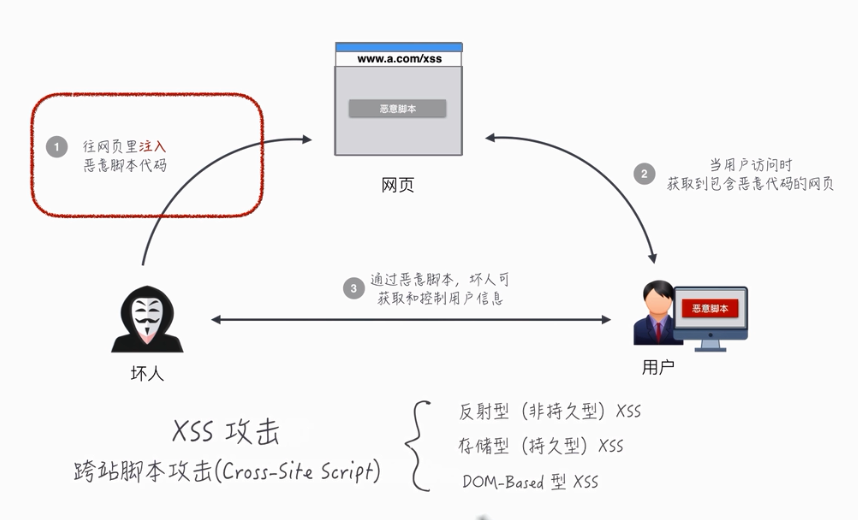 www.a.com/xss
恶意脚本
网页
1
往网页里注入
恶意脚本代码
2
当用户访问时
获取到包含恶意代码的网页
3
通过恶意脚本，坏人可
获取和控制用户信息
恶意脚本
坏人
用户
XSS 攻击
跨站脚本攻击(Cross-Site Script)
反射型（非持久型）XSS
存储型（持久型）XSS
DOM-Based 型 XSS